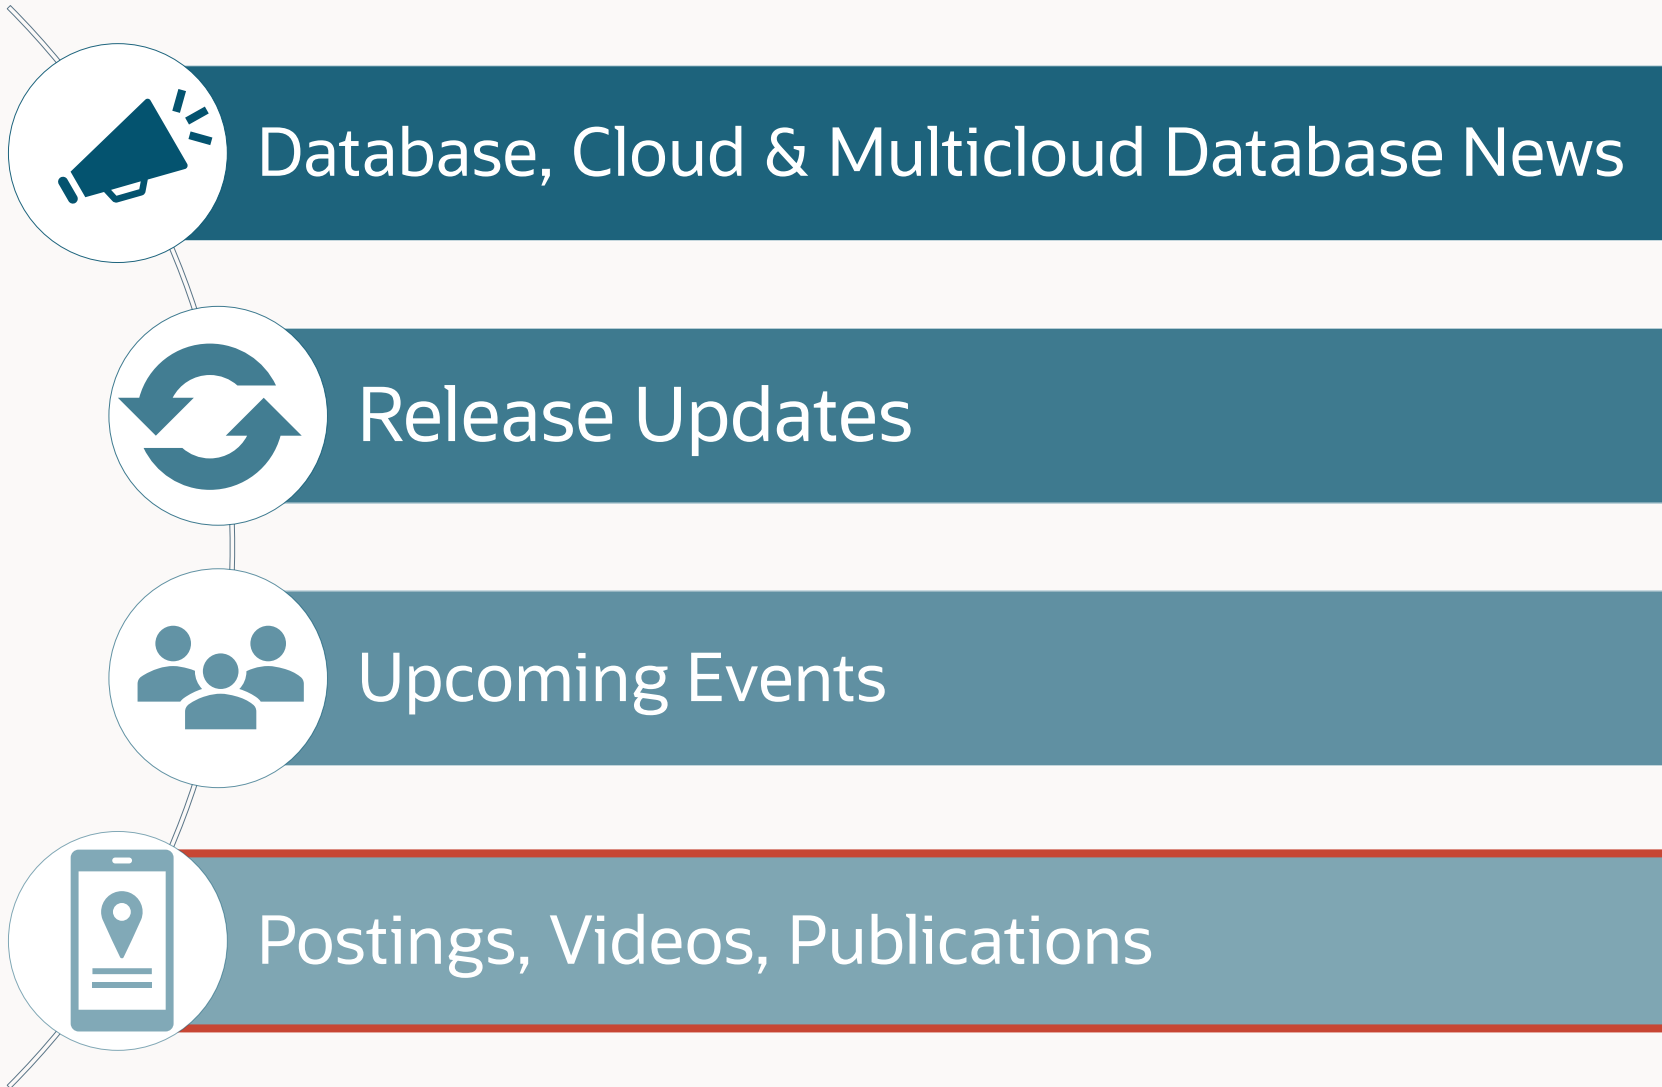 Database, Cloud & Multicloud Database News
Release Updates
Upcoming Events
Postings, Videos, Publications